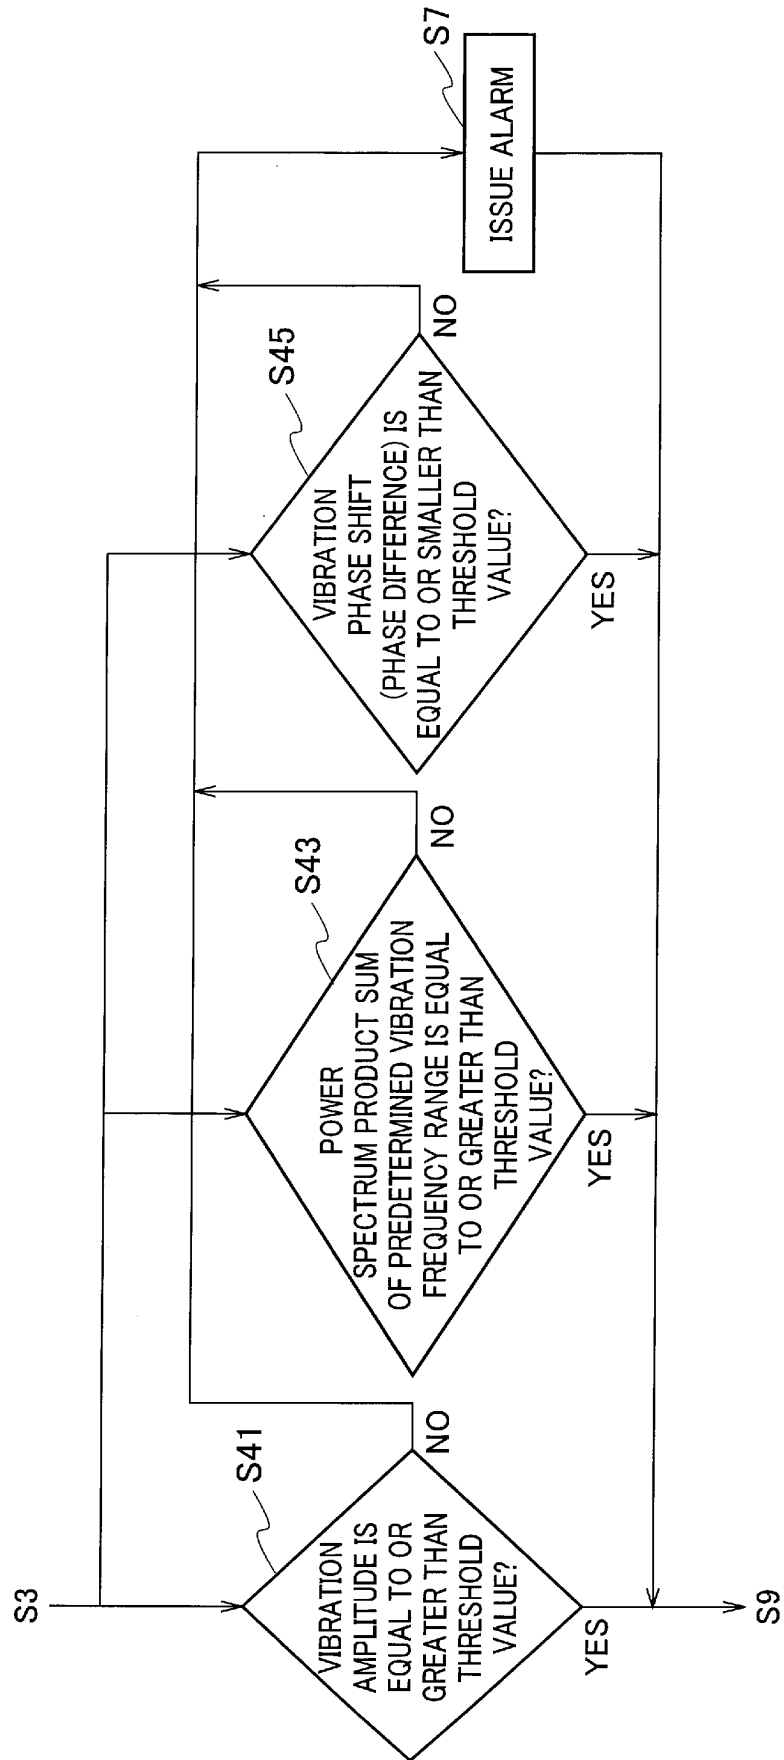 S3
S41
VIBRATION
AMPLITUDE IS
EQUAL TO OR
GREATER THAN
THRESHOLD
VALUE?
NO
YES
S43
POWER
SPECTRUM PRODUCT SUM
OF PREDETERMINED VIBRATION
FREQUENCY RANGE IS EQUAL
TO OR GREATER THAN
THRESHOLD
VALUE?
NO
YES
S45
VIBRATION
PHASE SHIFT
(PHASE DIFFERENCE) IS
EQUAL TO OR SMALLER THAN
THRESHOLD
VALUE?
NO
YES
S7
ISSUE ALARM
S9